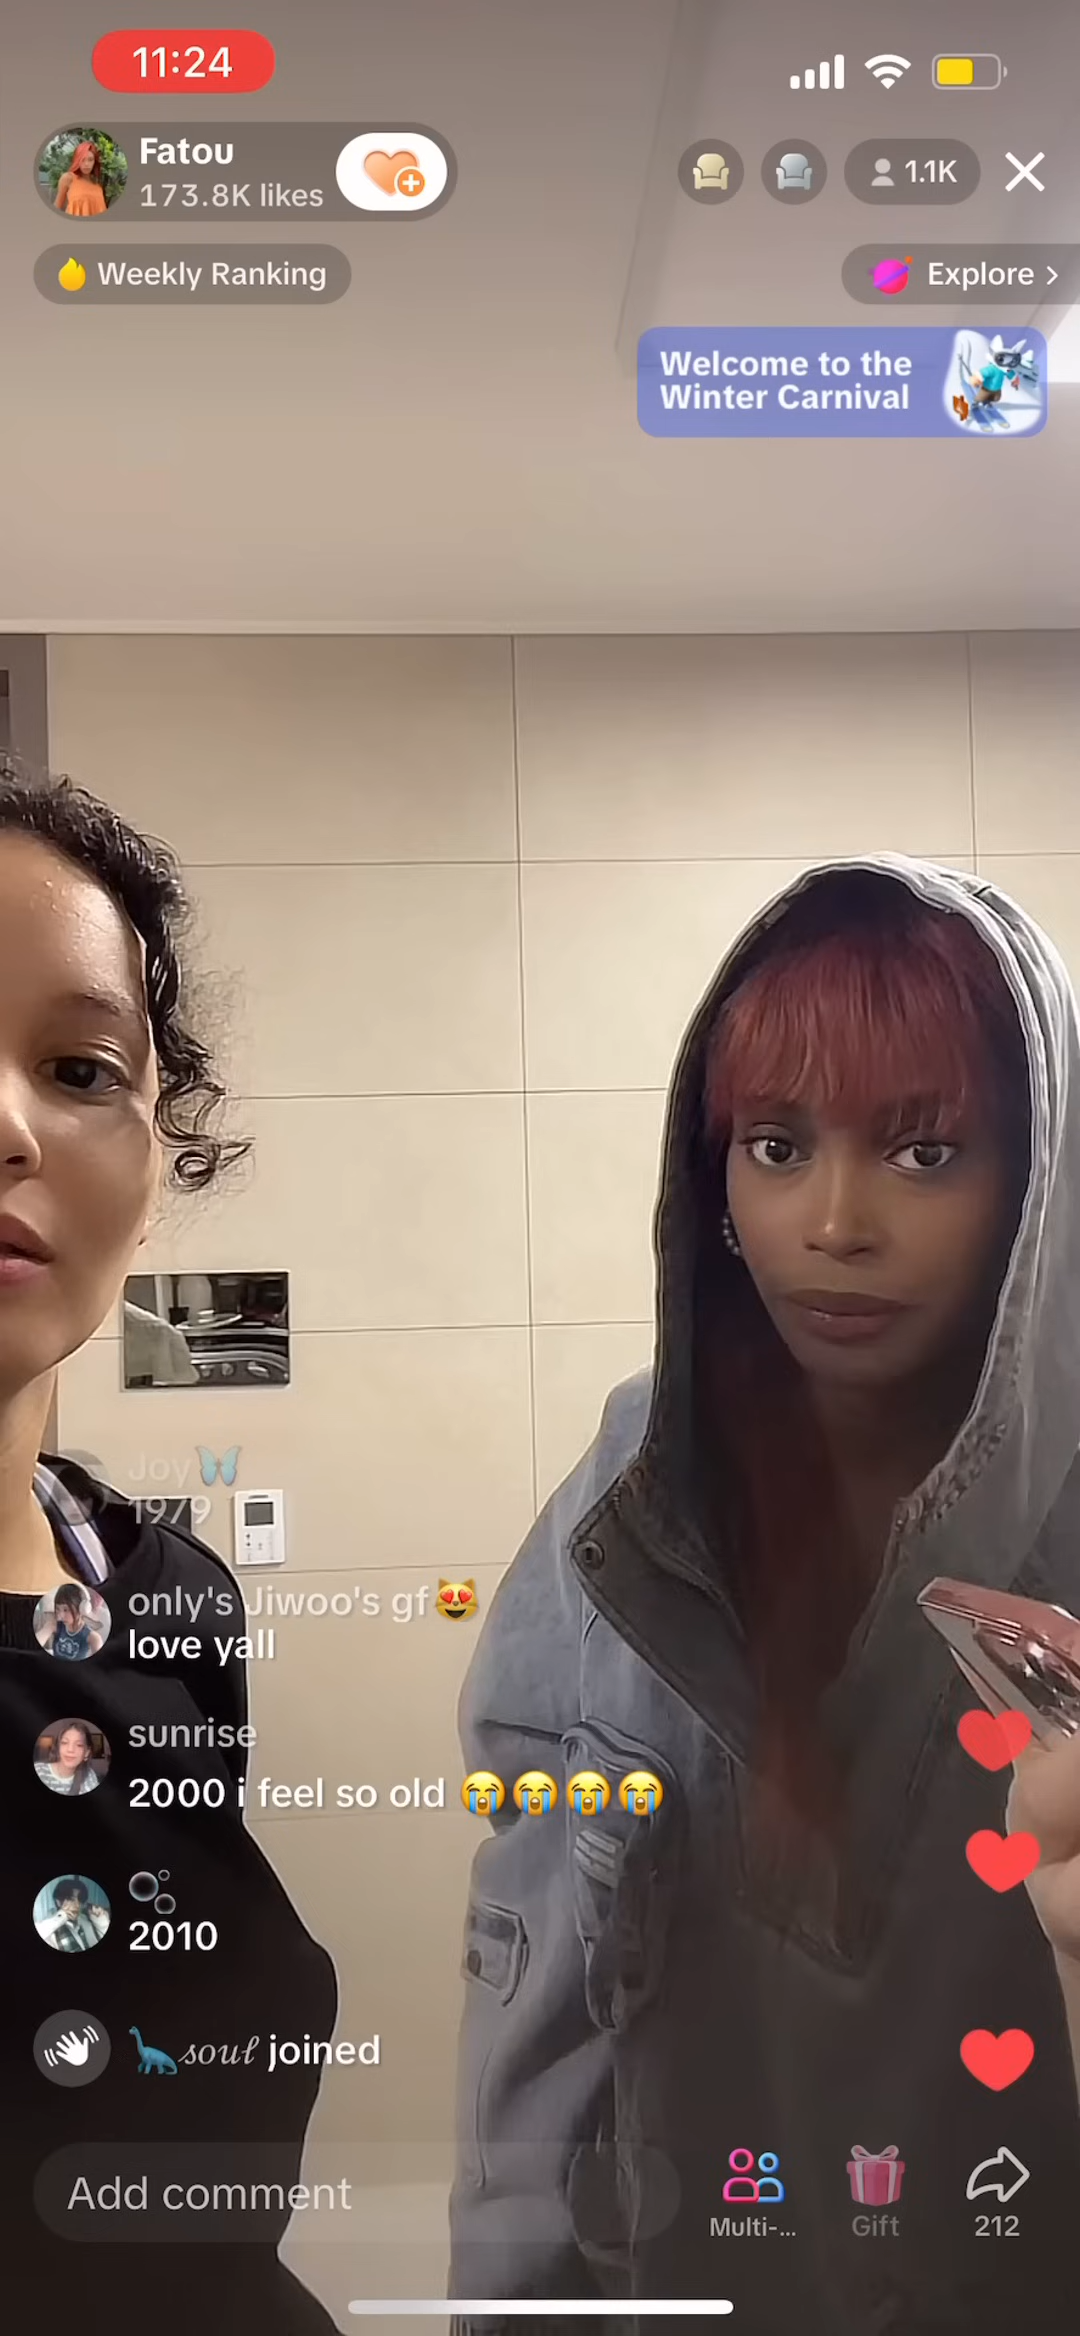 11:24
Fatou
173.8K likes
1.1K
Weekly Ranking
Explore
Welcome to the
Winter Carnival
Joy🦋
1979
only's Jiwoo's gf😻
love yall
sunrise
2000 i feel so old 😭😭😭😭
🫧
2010
🦕𝓈ℴ𝓊𝓁 joined
Add comment
Multi-...
Gift
212